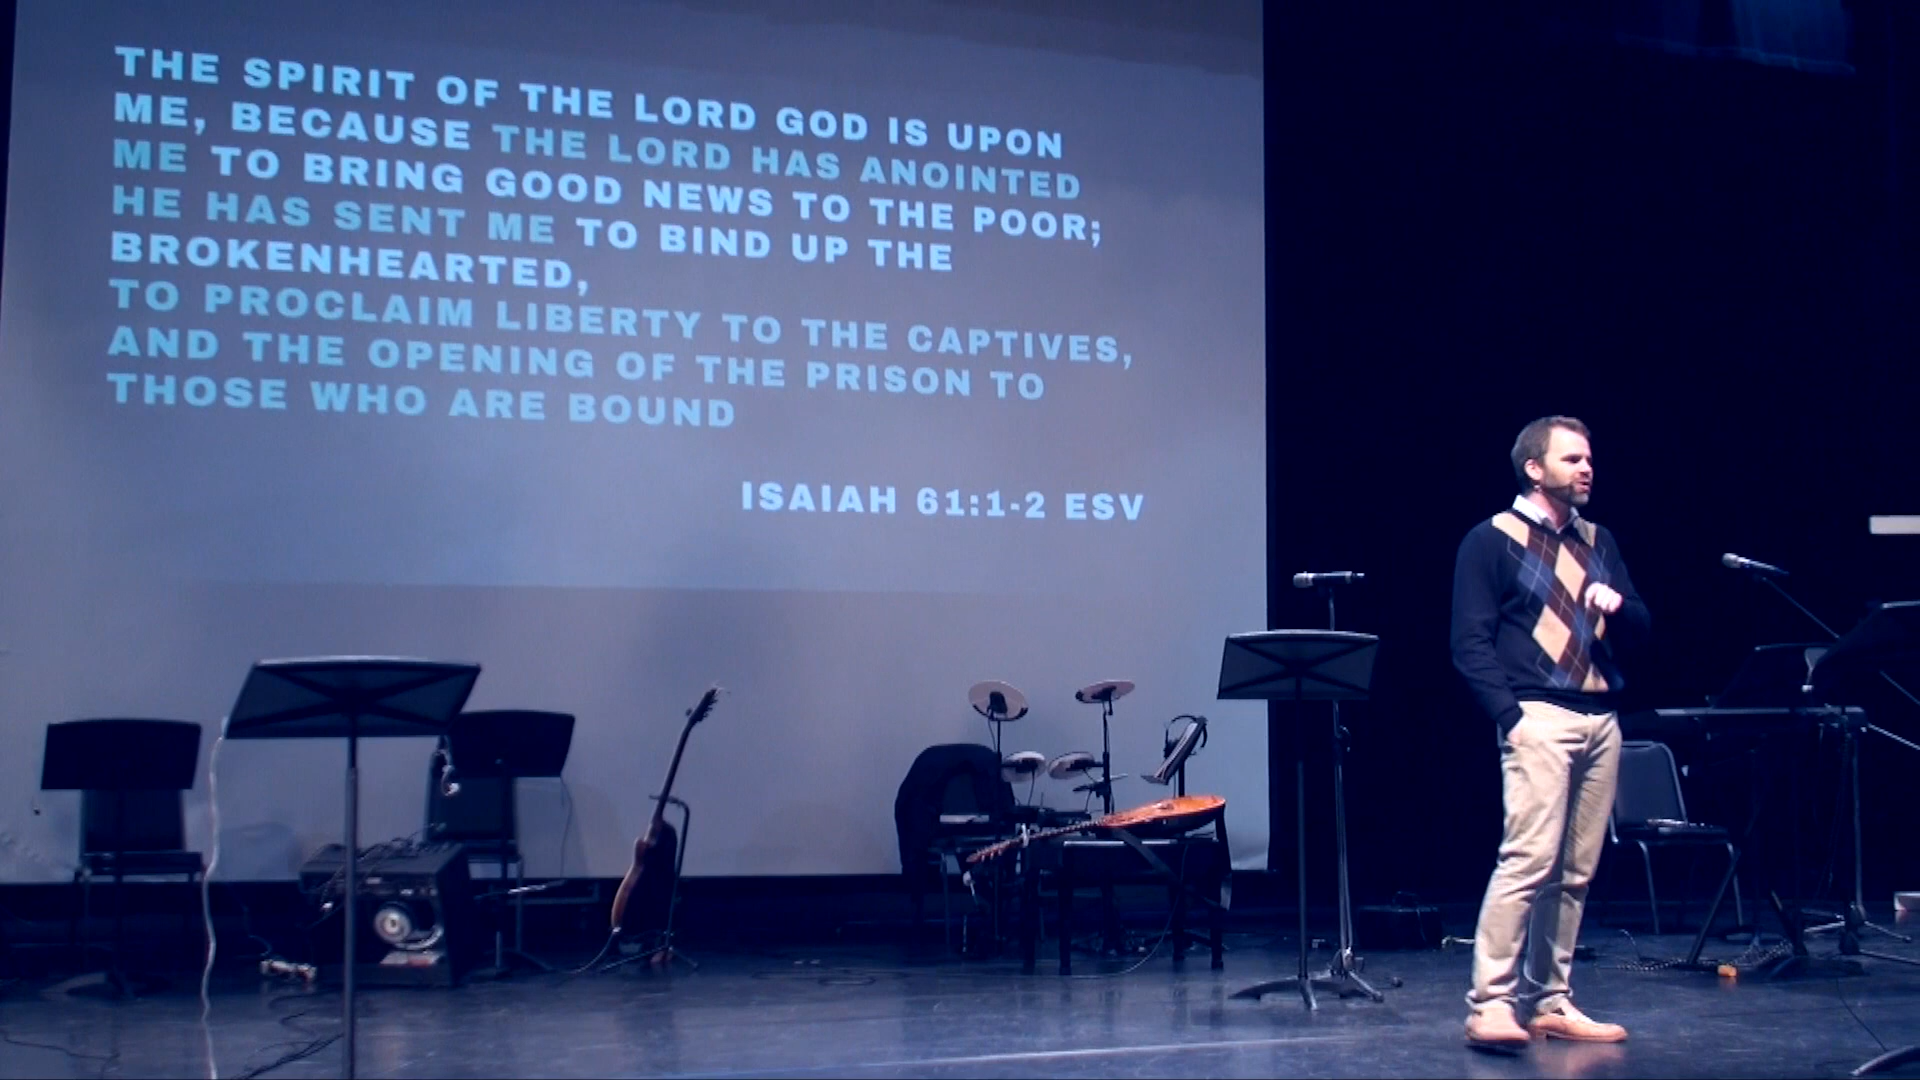 THE SPIRIT OF THE LORD GOD IS UPON
ME, BECAUSE THE LORD HAS ANOINTED
ME TO BRING GOOD NEWS TO THE POOR;
HE HAS SENT ME TO BIND UP THE
BROKENHEARTED,
TO PROCLAIM LIBERTY TO THE CAPTIVES,
AND THE OPENING OF THE PRISON TO
THOSE WHO ARE BOUND
ISAIAH 61:1-2 ESV